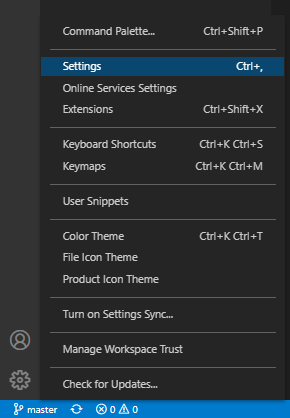 Command Palette... Ctrl+Shift+P
Settings Ctrl+,
Online Services Settings
Extensions Ctrl+Shift+X
Keyboard Shortcuts Ctrl+K Ctrl+S
Keymaps Ctrl+K Ctrl+M
User Snippets
Color Theme Ctrl+K Ctrl+T
File Icon Theme
Product Icon Theme
Turn on Settings Sync...
Manage Workspace Trust
Check for Updates...
master 0 0